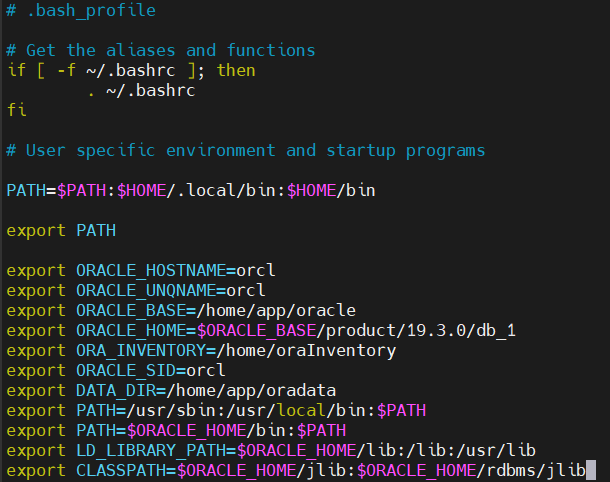 # .bash_profile
# Get the aliases and functions
if [ -f ~/.bashrc ]; then
        . ~/.bashrc
fi
# User specific environment and startup programs
PATH=$PATH:$HOME/.local/bin:$HOME/bin
export PATH
export ORACLE_HOSTNAME=orcl
export ORACLE_UNQNAME=orcl
export ORACLE_BASE=/home/app/oracle
export ORACLE_HOME=$ORACLE_BASE/product/19.3.0/db_1
export ORA_INVENTORY=/home/oraInventory
export ORACLE_SID=orcl
export DATA_DIR=/home/app/oradata
export PATH=/usr/sbin:/usr/local/bin:$PATH
export PATH=$ORACLE_HOME/bin:$PATH
export LD_LIBRARY_PATH=$ORACLE_HOME/lib:/lib:/usr/lib
export CLASSPATH=$ORACLE_HOME/jlib:$ORACLE_HOME/rdbms/jlib